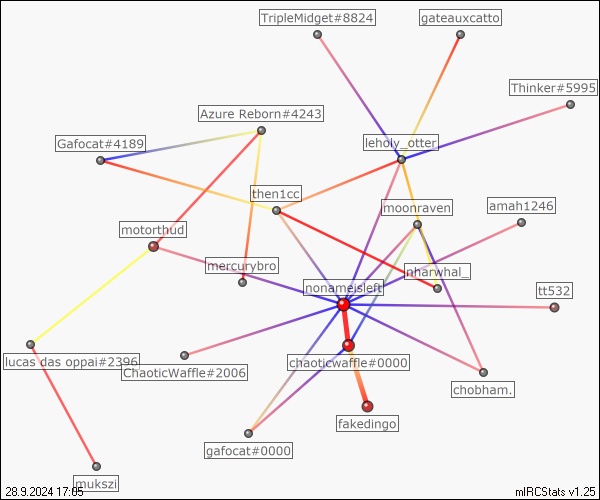 TripleMidget#8824
gateauxcatto
Thinker#5995
Azure Reborn#4243
Gafocat#4189
leholy_otter
then1cc
moonraven
amah1246
motorthud
mercurybro
nharwhal_
nonameisleft
tt532
lucas das oppai#2396
ChaoticWaffle#2006
chaoticwaffle#0000
chobham.
fakedingo
gafocat#0000
mukszi
28.9.2024 17:05
mIRCStats v1.25